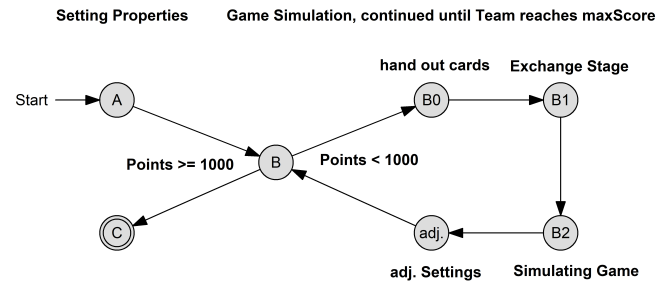 Setting Properties
Game Simulation, continued until Team reaches maxScore
hand out cards
Exchange Stage
Start
A
B0
B1
B
Points >= 1000
Points < 1000
C
adj.
B2
adj. Settings
Simulating Game